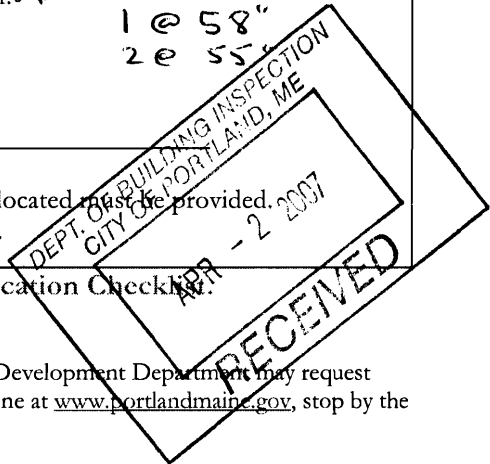 1 @ 58"
2 @ 55"
DEPT. OF BUILDING INSPECTION
CITY OF PORTLAND, ME
APR - 2 2007
RECEIVED
located must be provided.
cation Checklist.
Development Department may request
ne at www.portlandmaine.gov, stop by the